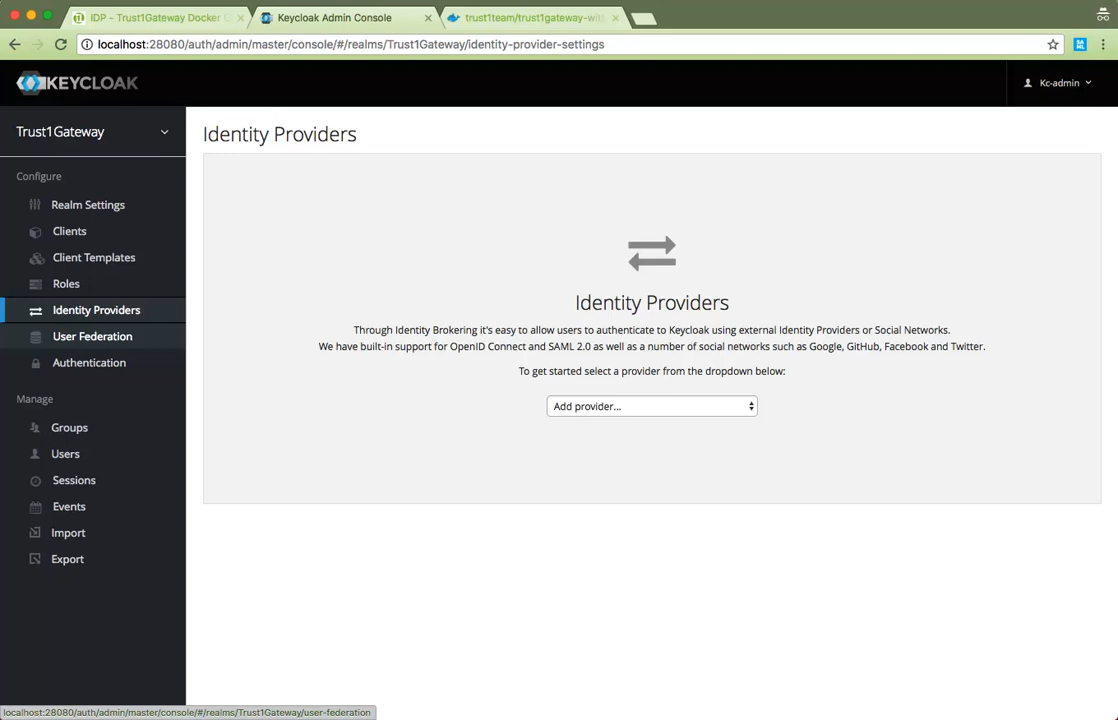 IDP - Trust1Gateway Docker
Keycloak Admin Console
trust1team/trust1gateway-wit
localhost:28080/auth/admin/master/console/#/realms/Trust1Gateway/identity-provider-settings
SAML
KEYCLOAK
Kc-admin
Trust1Gateway
Configure
Realm Settings
Clients
Client Templates
Roles
Identity Providers
User Federation
Authentication
Manage
Groups
Users
Sessions
Events
Import
Export
Identity Providers
Identity Providers
Through Identity Brokering it's easy to allow users to authenticate to Keycloak using external Identity Providers or Social Networks.
We have built-in support for OpenID Connect and SAML 2.0 as well as a number of social networks such as Google, GitHub, Facebook and Twitter.
To get started select a provider from the dropdown below:
Add provider...
localhost:28080/auth/admin/master/console/#/realms/Trust1Gateway/user-federation